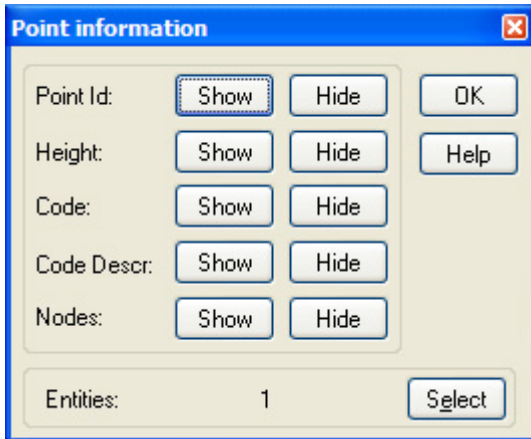 Point information
Point Id: Show Hide OK
Height: Show Hide Help
Code: Show Hide
Code Descr: Show Hide
Nodes: Show Hide
Entities: 1 Select